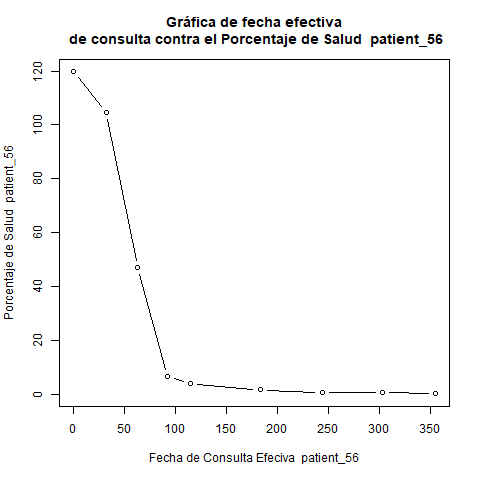 Gráfica de fecha efectiva
de consulta contra el Porcentaje de Salud patient_56
Porcentaje de Salud patient_56
120
100
80
60
40
20
0
0 50 100 150 200 250 300 350
Fecha de Consulta Efeciva patient_56